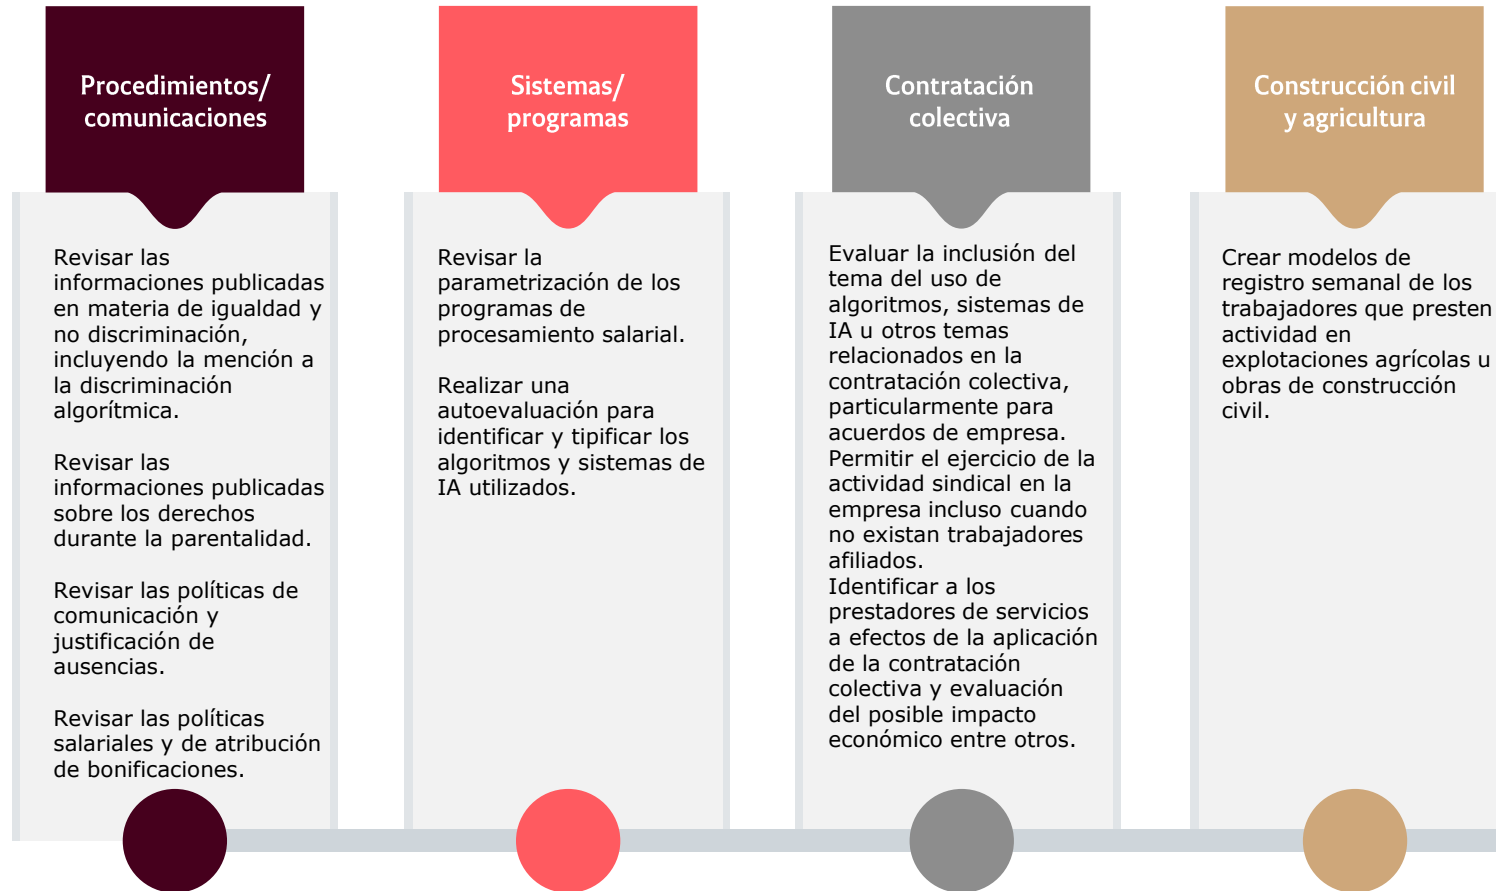 Procedimientos/
comunicaciones
Revisar las
informaciones publicadas
en materia de igualdad y
no discriminación,
incluyendo la mención a
la discriminación
algorítmica.
Revisar las
informaciones publicadas
sobre los derechos
durante la parentalidad.
Revisar las políticas de
comunicación y
justificación de
ausencias.
Revisar las políticas
salariales y de atribución
de bonificaciones.
Sistemas/
programas
Revisar la
parametrización de los
programas de
procesamiento salarial.
Realizar una
autoevaluación para
identificar y tipificar los
algoritmos y sistemas de
IA utilizados.
Contratación
colectiva
Evaluar la inclusión del
tema del uso de
algoritmos, sistemas de
IA u otros temas
relacionados en la
contratación colectiva,
particularmente para
acuerdos de empresa.
Permitir el ejercicio de la
actividad sindical en la
empresa incluso cuando
no existan trabajadores
afiliados.
Identificar a los
prestadores de servicios
a efectos de la aplicación
de la contratación
colectiva y evaluación
del posible impacto
económico entre otros.
Construcción civil
y agricultura
Crear modelos de
registro semanal de los
trabajadores que presten
actividad en
explotaciones agrícolas u
obras de construcción
civil.